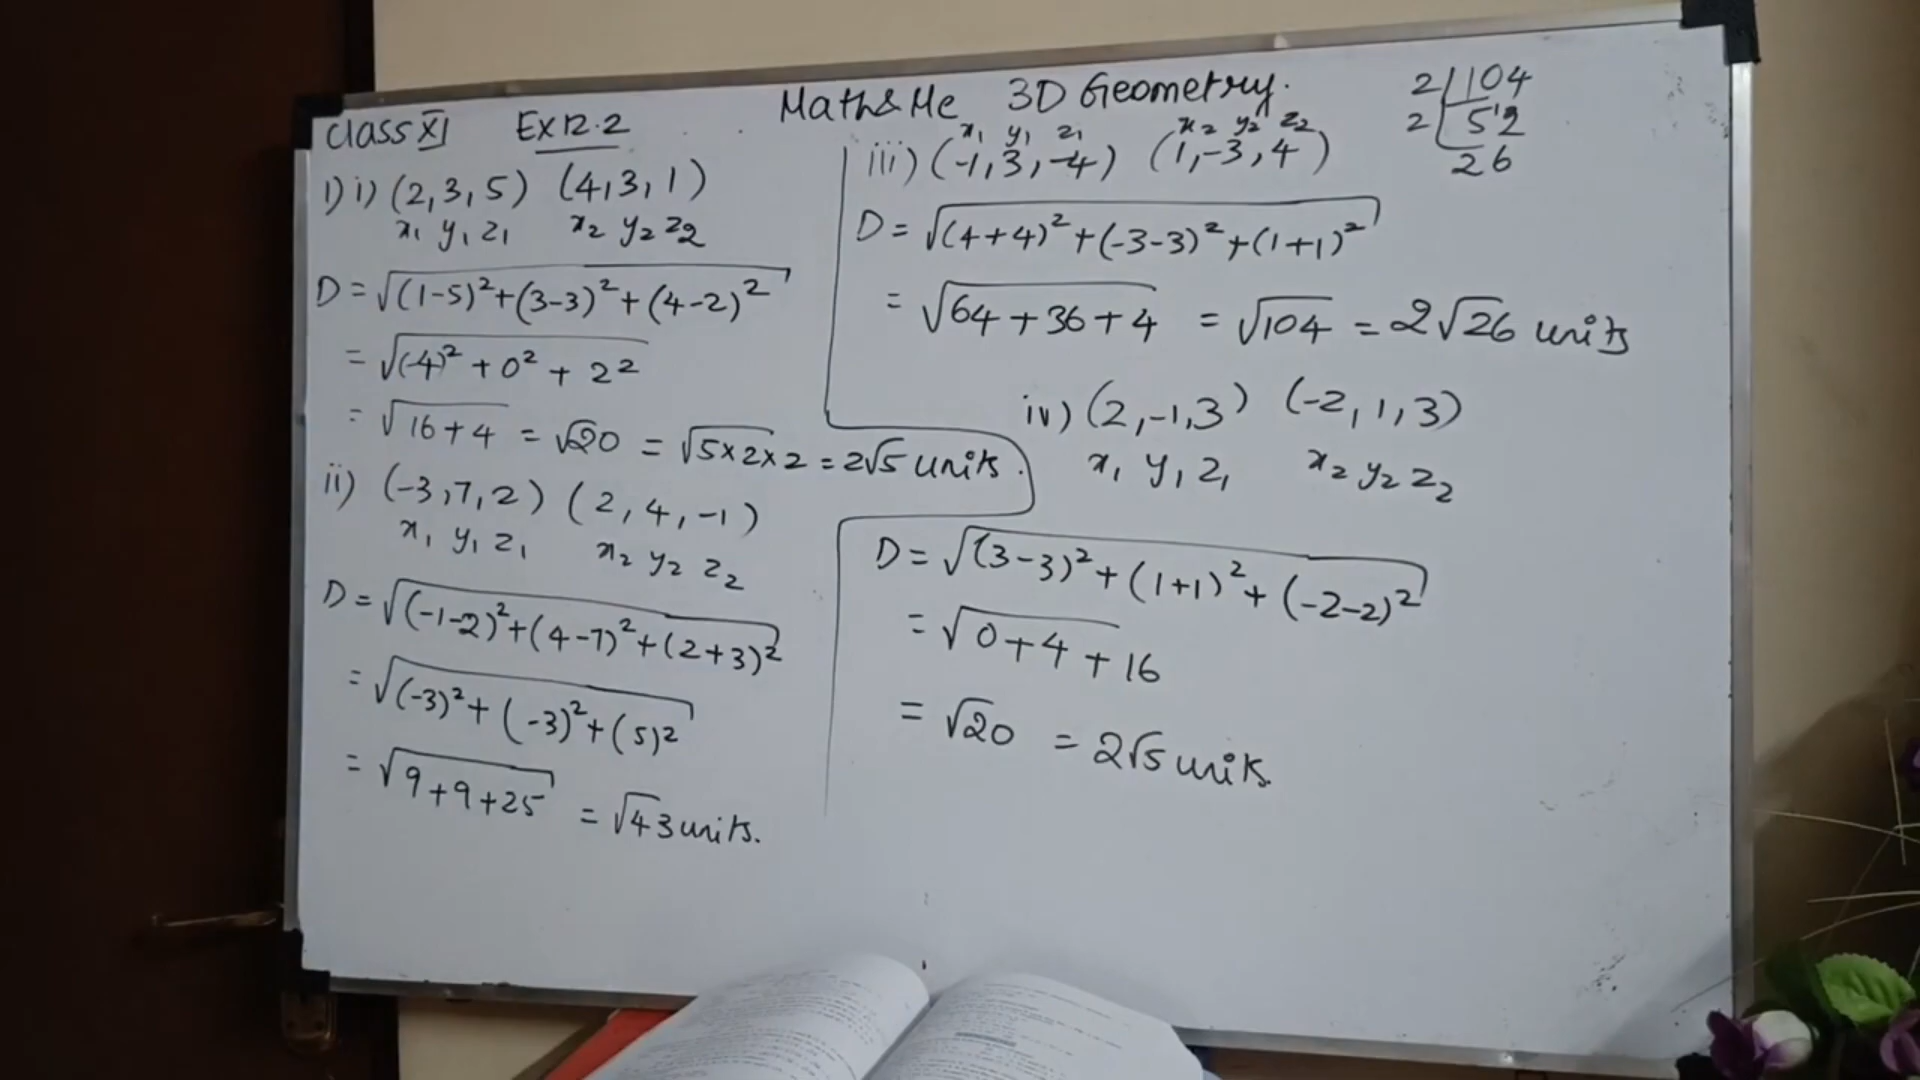 Math&Me 3D Geometry.
Class XI Ex 12.2
1) i) (2,3,5) (4,3,1)
x₁ y₁ z₁ x₂ y₂ z₂
D = √((1-5)²+(3-3)²+(4-2)²)
= √((-4)² + 0² + 2²)
= √(16+4) = √20 = √(5×2×2) = 2√5 units.
ii) (-3,7,2) (2,4,-1)
x₁ y₁ z₁ x₂ y₂ z₂
D = √((-1-2)²+(4-7)²+(2+3)²)
= √((-3)²+(-3)²+(5)²)
= √(9+9+25) = √43 units.
x₁ y₁ z₁ x₂ y₂ z₂
iii) (-1,3,-4) (1,-3,4)
D = √((4+4)²+(-3-3)²+(1+1)²)
= √(64+36+4) = √104 = 2√26 units
iv) (2,-1,3) (-2,1,3)
x₁ y₁ z₁ x₂ y₂ z₂
D = √((3-3)²+(1+1)²+(-2-2)²)
= √(0+4+16)
= √20 = 2√5 units.
2 | 104
2 | 5¹2
26